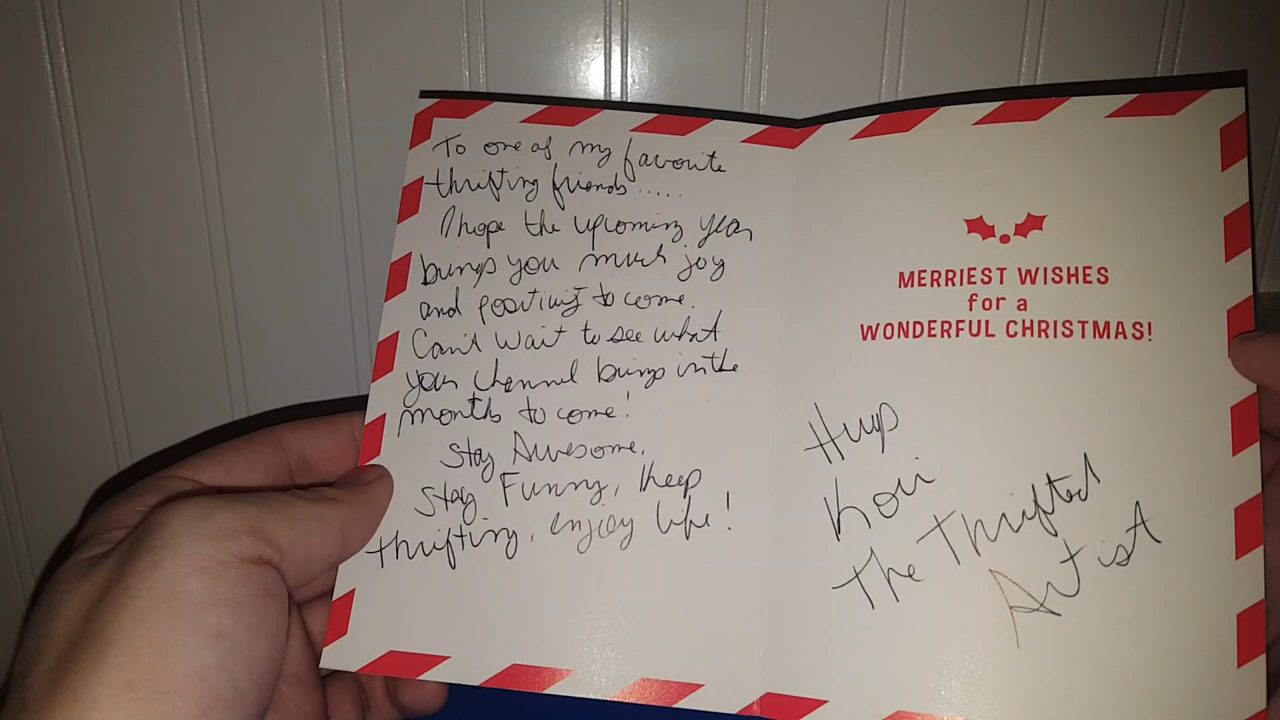 To one of my favorite
thrifting friends.....
I hope the upcoming year
brings you much joy
and positivity to come.
Can't wait to see what
your channel brings in the
months to come!
Stay Awesome,
Stay Funny, Keep
thrifting, enjoy life!
MERRIEST WISHES
for a
WONDERFUL CHRISTMAS!
The Thrifted
Artist